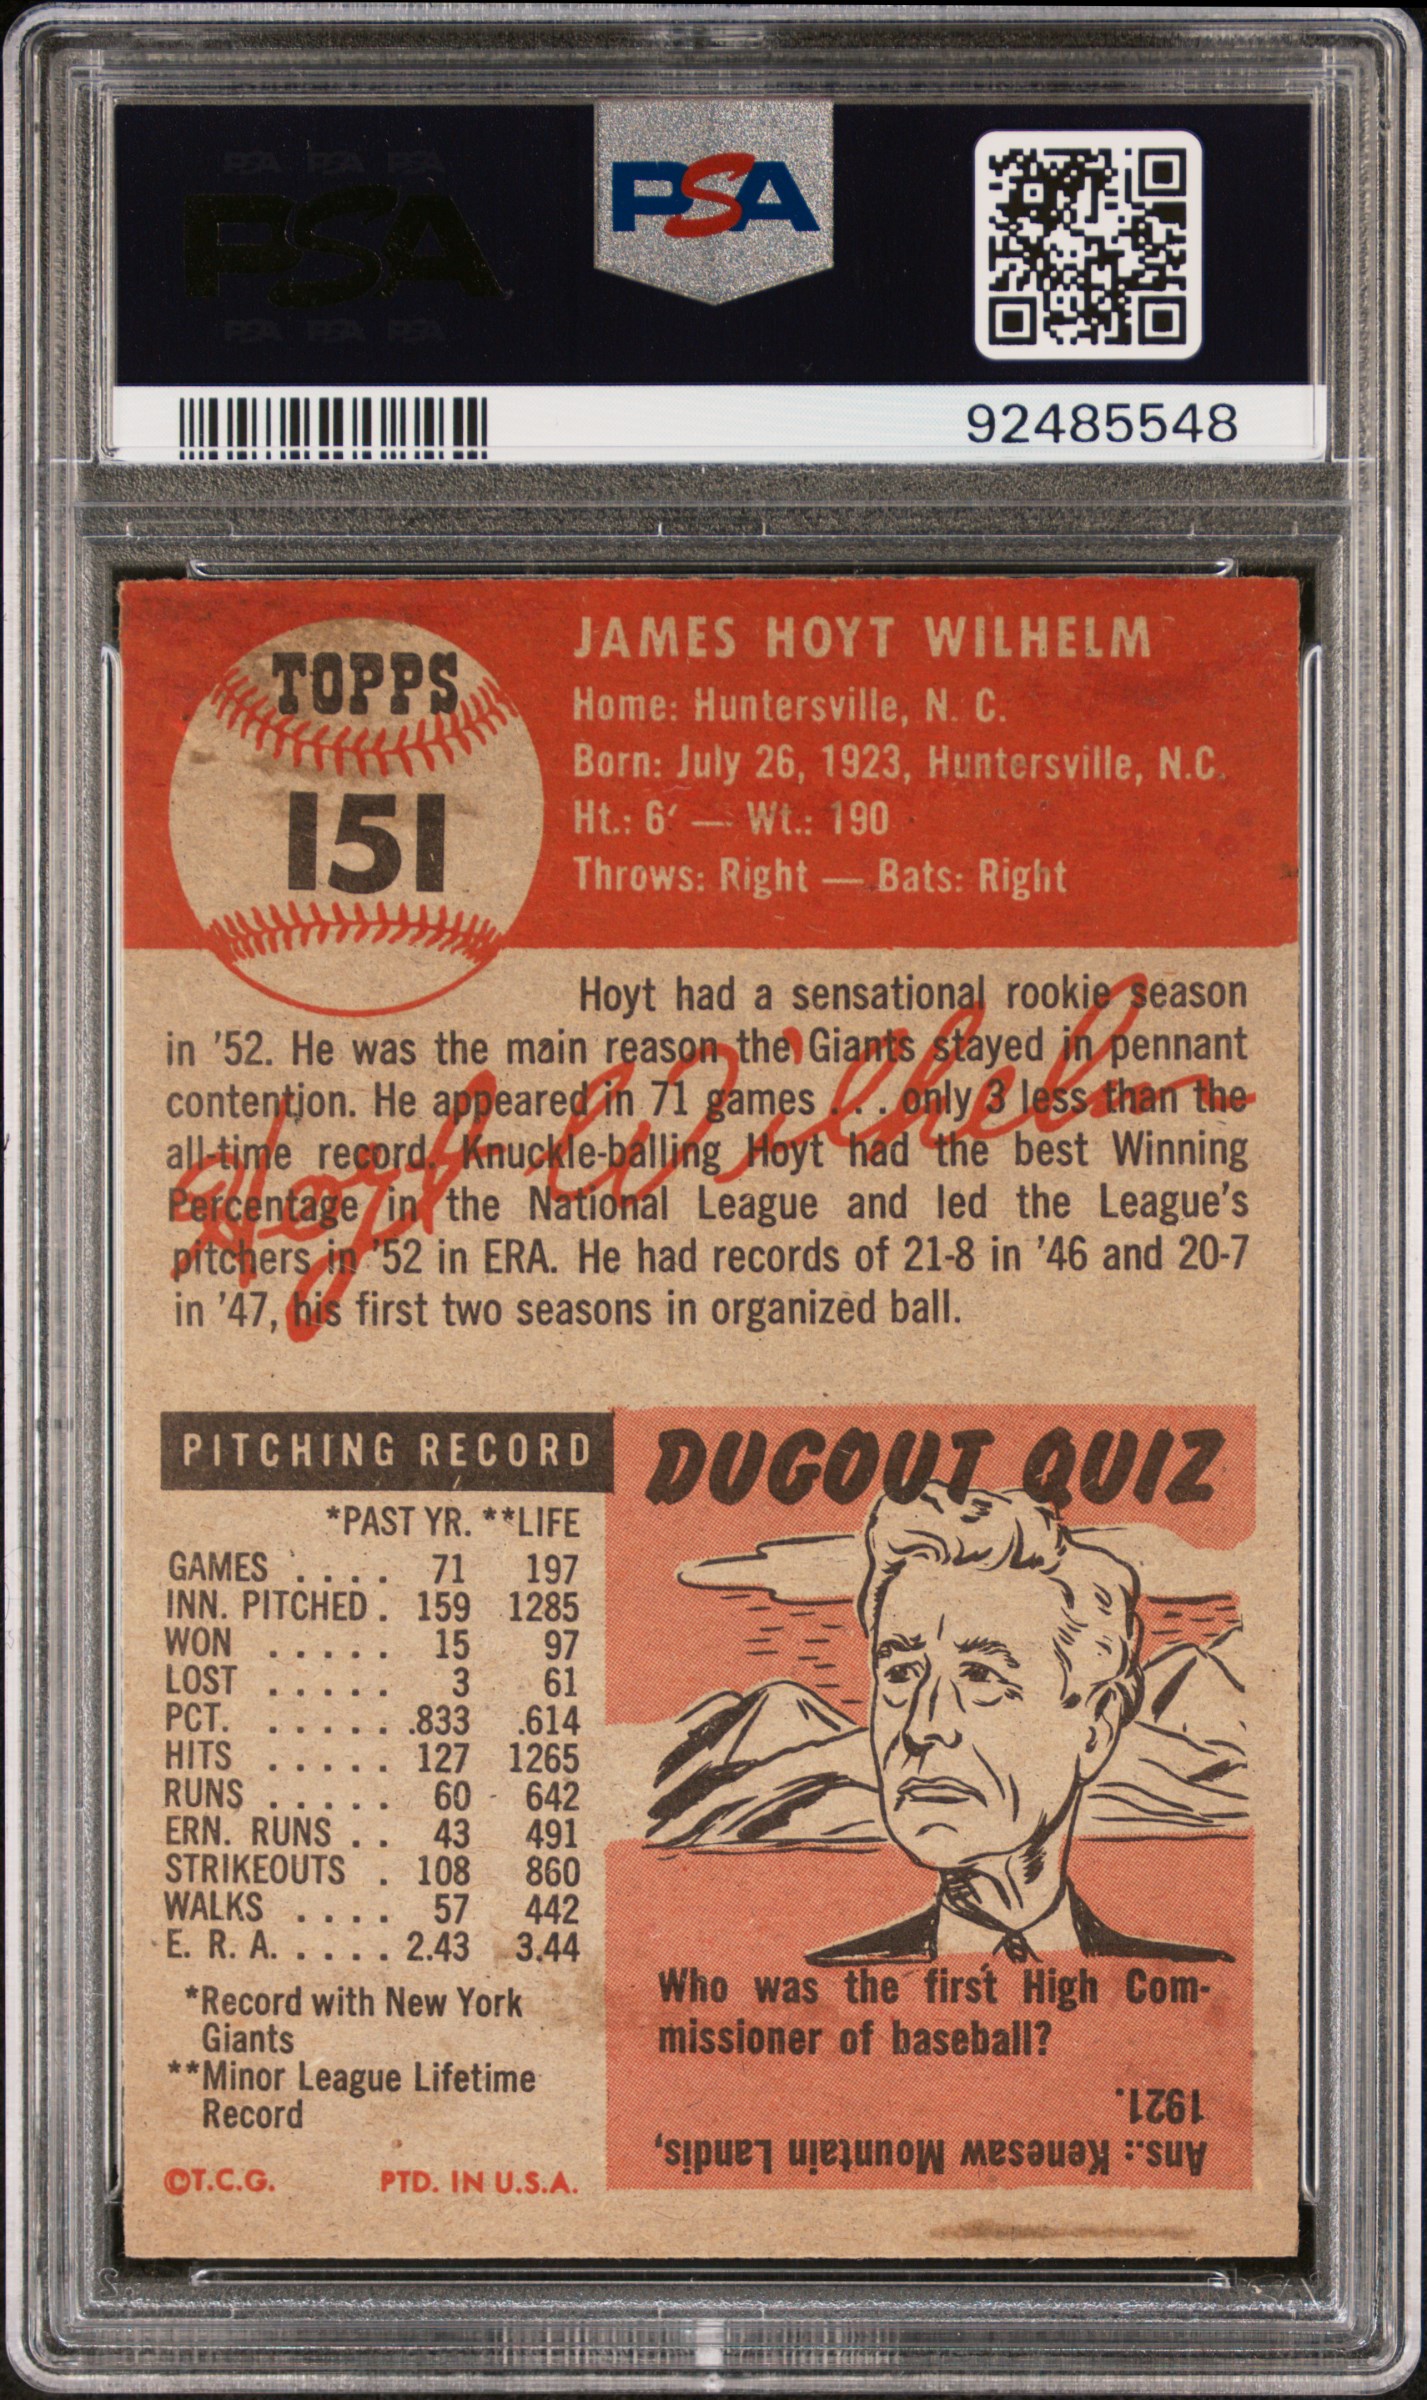 PSA PSA PSA
PSA
PSA PSA PSA
PSA
92485548
TOPPS
151
JAMES HOYT WILHELM
Home: Huntersville, N. C.
Born: July 26, 1923, Huntersville, N.C.
Ht.: 6' — Wt.: 190
Throws: Right — Bats: Right
Hoyt had a sensational rookie season
in '52. He was the main reason the Giants stayed in pennant
contention. He appeared in 71 games . . . only 3 less than the
all-time record. Knuckle-balling Hoyt had the best Winning
Percentage in the National League and led the League's
pitchers in '52 in ERA. He had records of 21-8 in '46 and 20-7
in '47, his first two seasons in organized ball.
Hoyt Wilhelm
PITCHING RECORD
*PAST YR. **LIFE
GAMES . . . . 71 197
INN. PITCHED . 159 1285
WON . . . . . 15 97
LOST . . . . . 3 61
PCT. . . . . . .833 .614
HITS . . . . . 127 1265
RUNS . . . . . 60 642
ERN. RUNS . . 43 491
STRIKEOUTS . 108 860
WALKS . . . . 57 442
E. R. A. . . . . 2.43 3.44
*Record with New York
Giants
**Minor League Lifetime
Record
©T.C.G. PTD. IN U.S.A.
DUGOUT QUIZ
Who was the first High Com-
missioner of baseball?
Ans.: Kenesaw Mountain Landis,
1921.